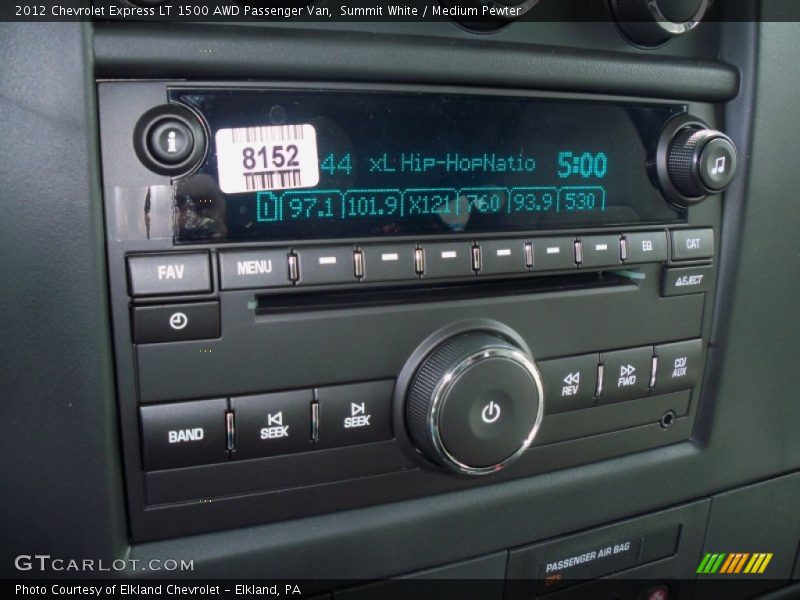 2012 Chevrolet Express LT 1500 AWD Passenger Van, Summit White / Medium Pewter
i
8152
44 xL Hip-HopNatio 5:00
1 97.1 101.9 X121 760 93.9 530
FAV MENU EQ CAT
EJECT
BAND SEEK SEEK REV FWD CD/AUX
PASSENGER AIR BAG
OFF
GTCARLOT.COM
Photo Courtesy of Elkland Chevrolet - Elkland, PA